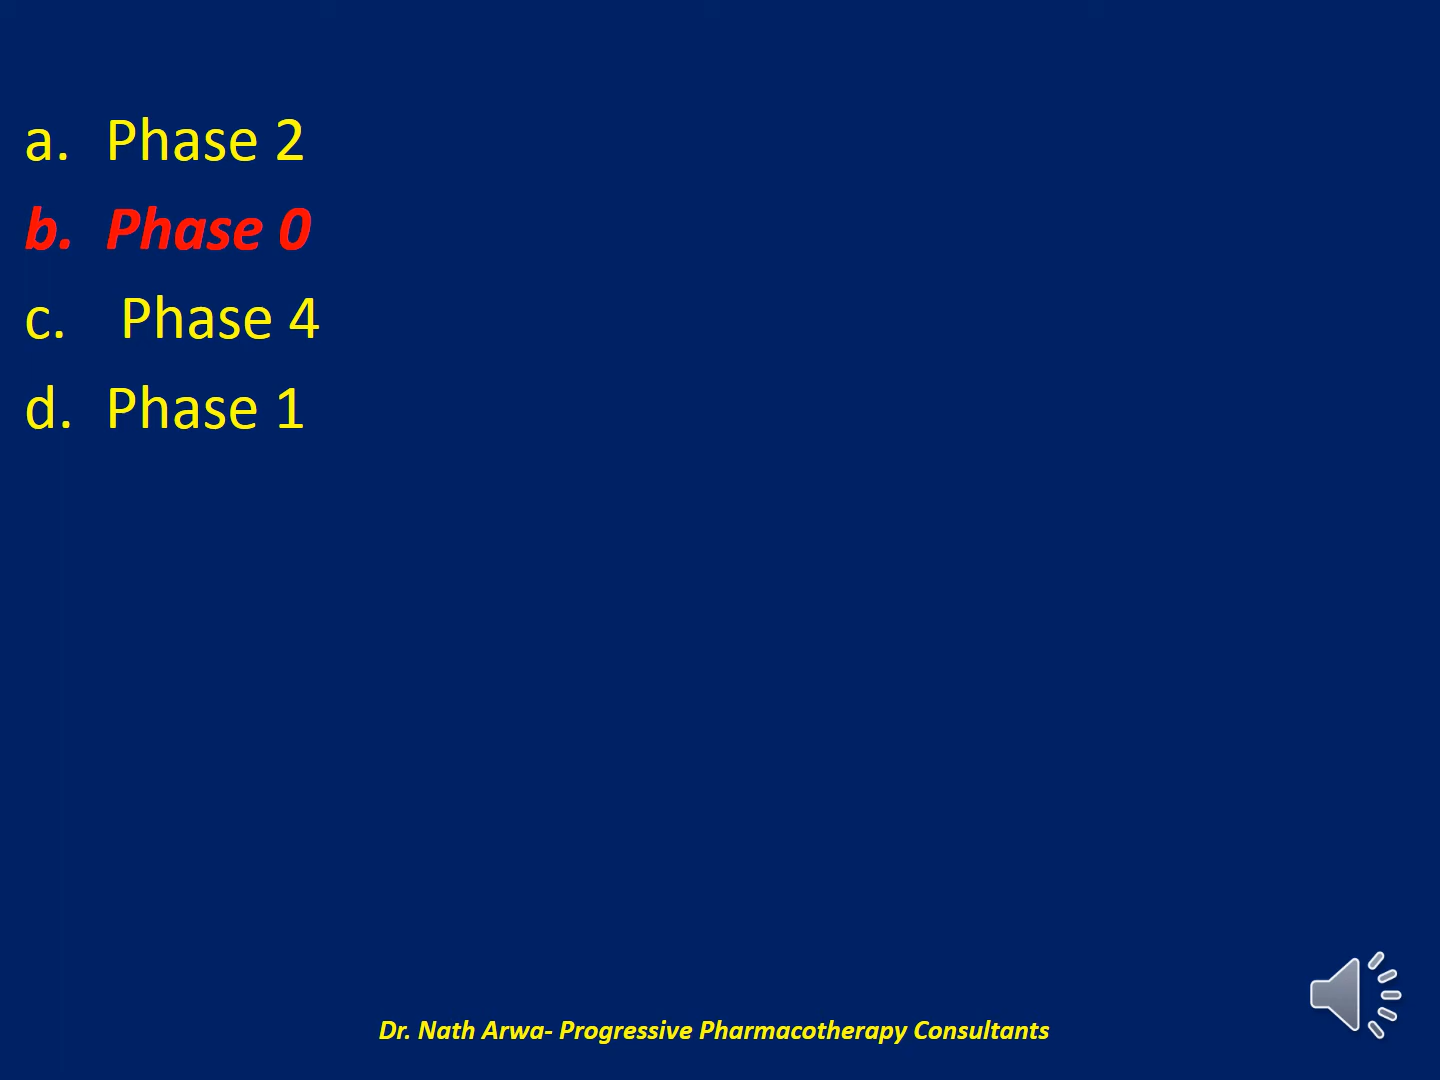 a. Phase 2
b. Phase 0
c. Phase 4
d. Phase 1
Dr. Nath Arwa- Progressive Pharmacotherapy Consultants